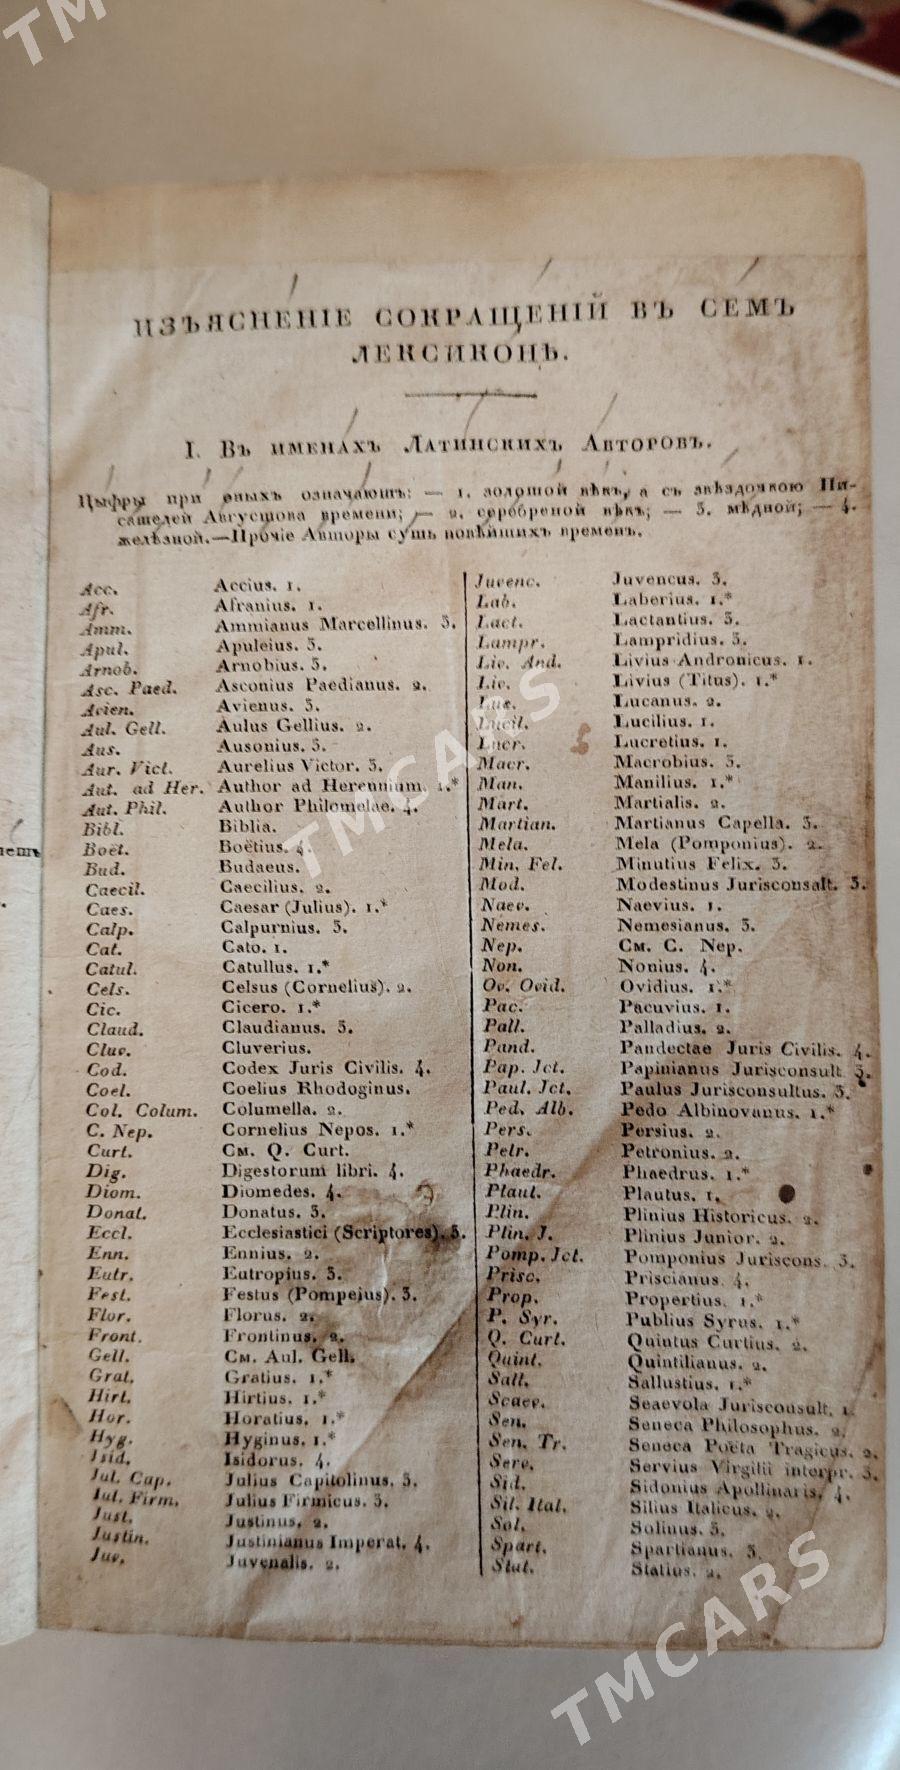 TMCARS
ИЗЪЯСНЕНІЕ СОКРАЩЕНІЙ ВЪ СЕМЪ
ЛЕКСИКОНѢ.
I. Въ именахъ Латинскихъ Авторовъ.
Цыфры при оныхъ означаютъ: — 1. золотой вѣкъ, а съ звѣздочкою Пи-
сателей Августова времени; — 2. серебреной вѣкъ; — 3. мѣдной; — 4.
желѣзной. — Прочіе Авторы суть новѣйшихъ временъ.
Acc. Accius. 1.
Afr. Afranius. 1.
Amm. Ammianus Marcellinus. 3.
Apul. Apuleius. 3.
Arnob. Arnobius. 3.
Asc. Paed. Asconius Paedianus. 2.
Avien. Avienus. 3.
Aul. Gell. Aulus Gellius. 2.
Aus. Ausonius. 3.
Aur. Vict. Aurelius Victor. 3.
Aut. ad Her. Author ad Herennium. 1.*
Aut. Phil. Author Philomelae. 4.
Bibl. Biblia.
Boët. Boëtius. 4.
Bud. Budaeus.
Caecil. Caecilius. 2.
Caes. Caesar (Julius). 1.*
Calp. Calpurnius. 3.
Cat. Cato. 1.
Catul. Catullus. 1.*
Cels. Celsus (Cornelius). 2.
Cic. Cicero. 1.*
Claud. Claudianus. 3.
Cluv. Cluverius.
Cod. Codex Juris Civilis. 4.
Coel. Coelius Rhodoginus.
Col. Colum. Columella. 2.
C. Nep. Cornelius Nepos. 1.*
Curt. См. Q. Curt.
Dig. Digestorum libri. 4.
Diom. Diomedes. 4.
Donat. Donatus. 3.
Eccl. Ecclesiastici (Scriptores). 3.
Enn. Ennius. 2.
Eutr. Eutropius. 3.
Fest. Festus (Pompejus). 3.
Flor. Florus. 2.
Front. Frontinus. 2.
Gell. См. Aul. Gell.
Grat. Gratius. 1.*
Hirt. Hirtius. 1.*
Hor. Horatius. 1.*
Hyg. Hyginus. 1.*
Isid. Isidorus. 4.
Jul. Cap. Julius Capitolinus. 3.
Jul. Firm. Julius Firmicus. 3.
Just. Justinus. 2.
Justin. Justinianus Imperat. 4.
Juv. Juvenalis. 2.
Juvenc. Juvencus. 3.
Lab. Laberius. 1.*
Lact. Lactantius. 3.
Lampr. Lampridius. 3.
Liv. And. Livius Andronicus. 1.
Liv. Livius (Titus). 1.*
Luc. Lucanus. 2.
Lucil. Lucilius. 1.
Lucr. Lucretius. 1.
Macr. Macrobius. 3.
Man. Manilius. 1.*
Mart. Martialis. 2.
Martian. Martianus Capella. 3.
Mela. Mela (Pomponius). 2.
Min. Fel. Minutius Felix. 3.
Mod. Modestinus Jurisconsult. 3.
Naev. Naevius. 1.
Nemes. Nemesianus. 3.
Nep. См. C. Nep.
Non. Nonius. 4.
Ov. Ovid. Ovidius. 1.*
Pac. Pacuvius. 1.
Pall. Palladius. 2.
Pand. Pandectae Juris Civilis. 4.
Pap. Jct. Papinianus Jurisconsult 3.
Paul. Jct. Paulus Jurisconsultus. 3.
Ped. Alb. Pedo Albinovanus. 1.*
Pers. Persius. 2.
Petr. Petronius. 2.
Phaedr. Phaedrus. 1.*
Plaut. Plautus. 1.
Plin. Plinius Historicus. 2.
Plin. J. Plinius Junior. 2.
Pomp. Jct. Pomponius Juriscons. 3.
Prisc. Priscianus. 4.
Prop. Propertius. 1.*
P. Syr. Publius Syrus. 1.*
Q. Curt. Quintus Curtius. 2.
Quint. Quintilianus. 2.
Sall. Sallustius. 1.*
Scaev. Seaevola Jurisconsult. 1.
Sen. Seneca Philosophus. 2.
Sen. Tr. Seneca Poëta Tragicus. 2.
Serv. Servius Virgilii interpr. 3.
Sid. Sidonius Apollinaris. 4.
Sil. Ital. Silius Italicus. 2.
Sol. Solinus. 3.
Spart. Spartianus. 3.
Stat. Statius. 2.
TMCARS
TMCARS